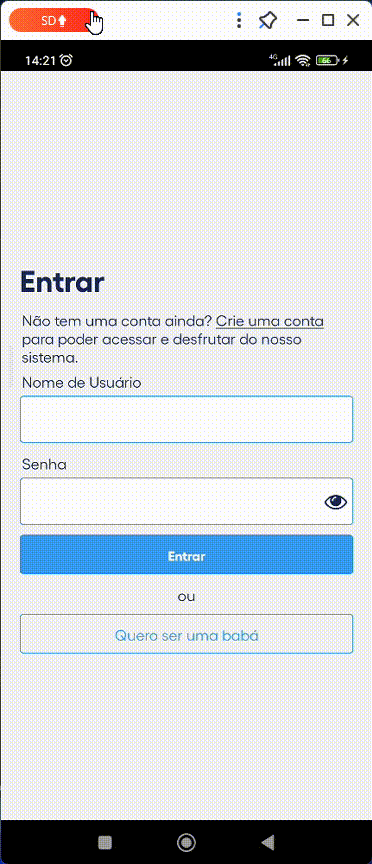 SD
14:21
4G
66
Entrar
Não tem uma conta ainda? Crie uma conta
para poder acessar e desfrutar do nosso
sistema.
Nome de Usuário
Senha
Entrar
ou
Quero ser uma babá